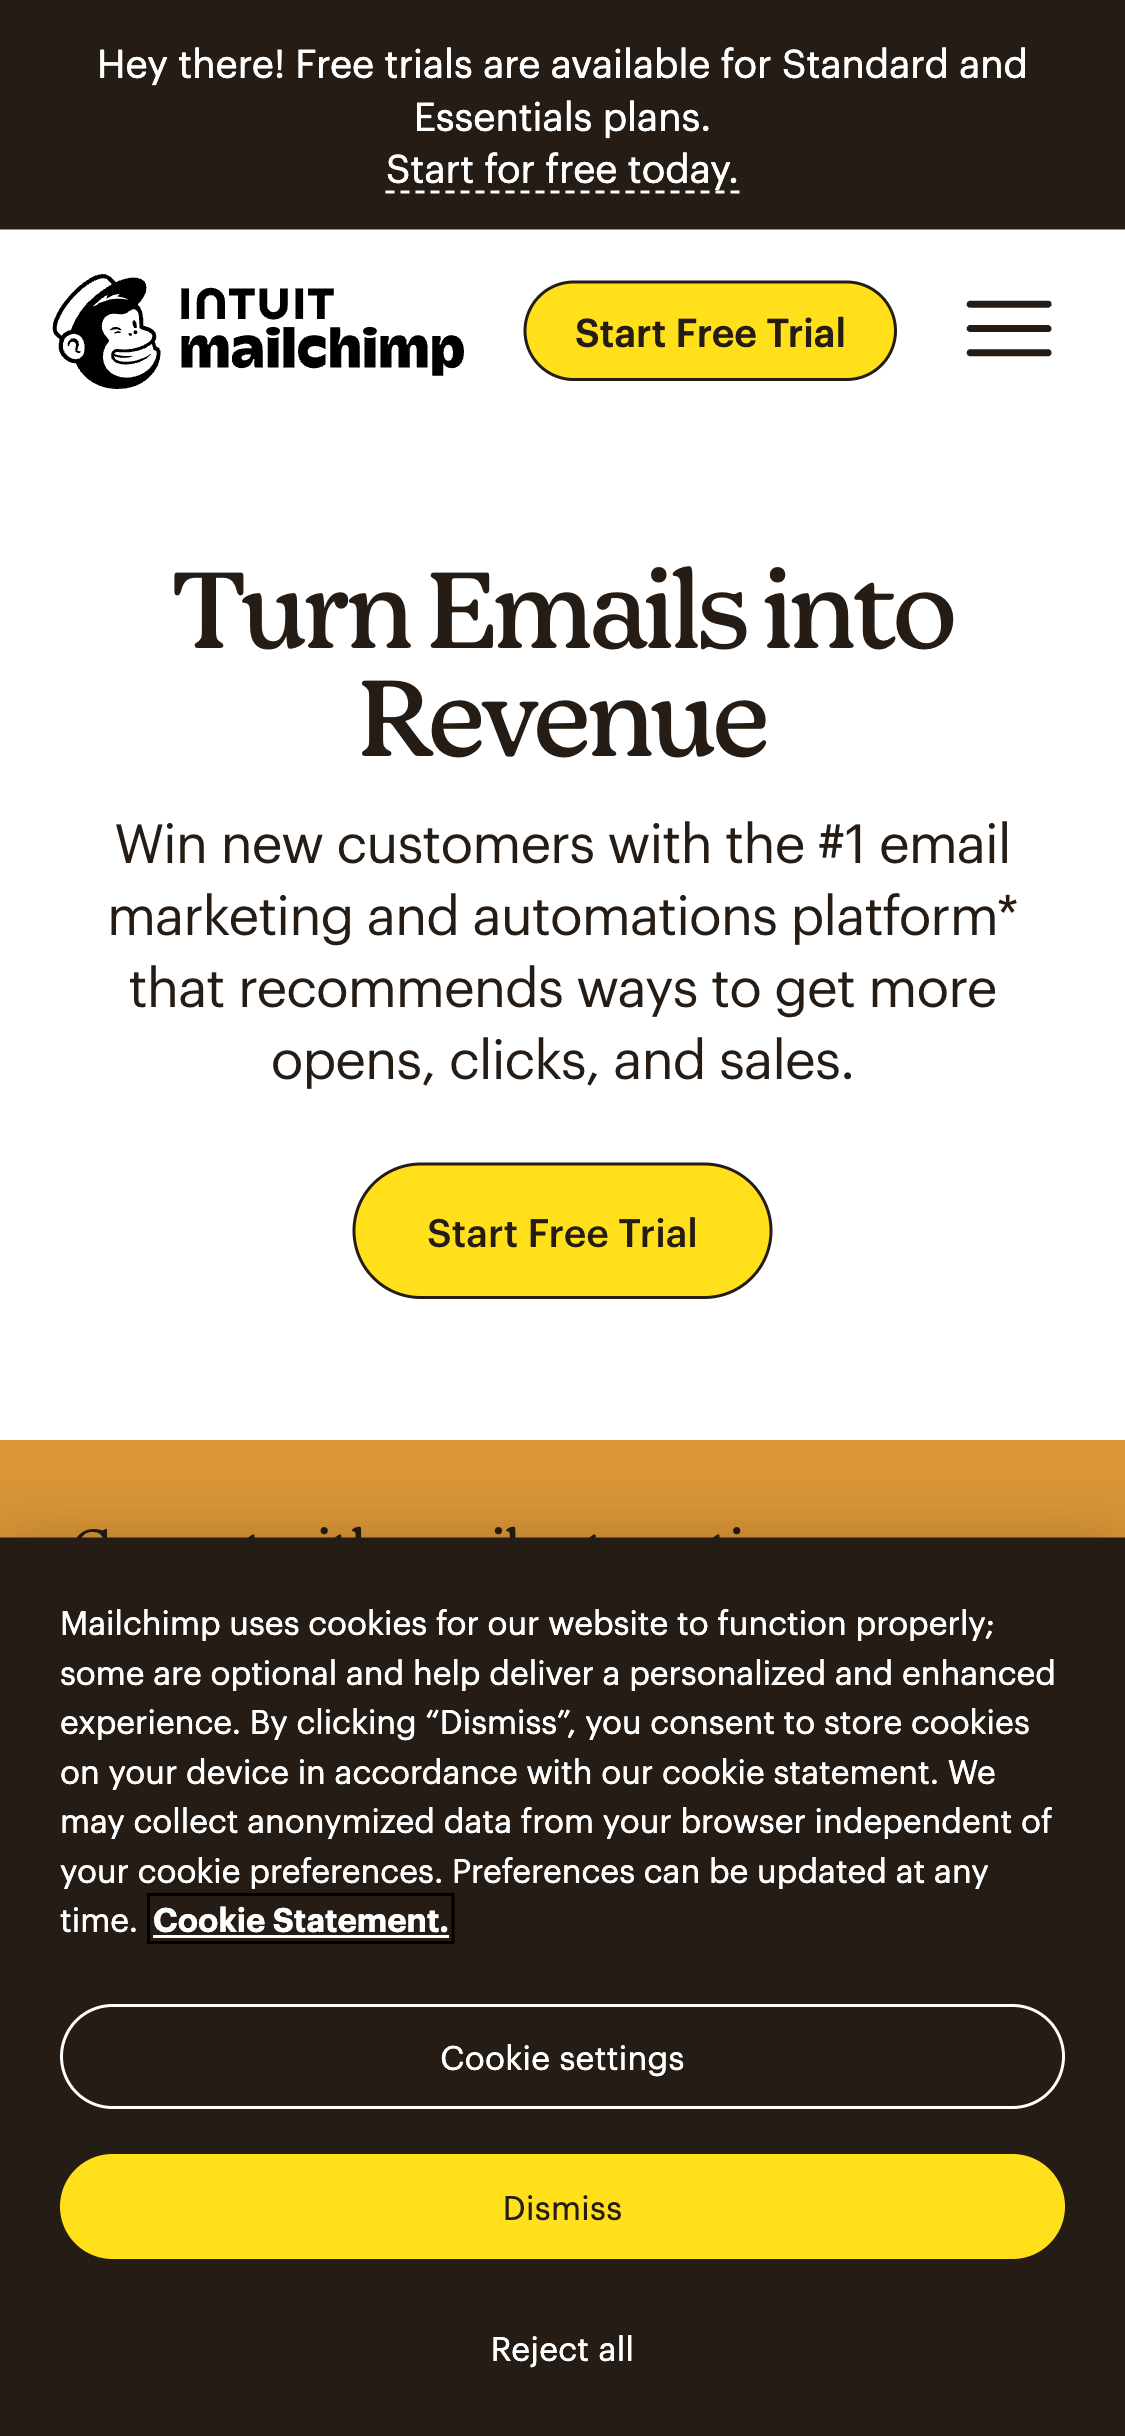 Hey there! Free trials are available for Standard and
Essentials plans.
Start for free today.
INTUIT
mailchimp
Start Free Trial
Turn Emails into
Revenue
Win new customers with the #1 email
marketing and automations platform*
that recommends ways to get more
opens, clicks, and sales.
Start Free Trial
Mailchimp uses cookies for our website to function properly;
some are optional and help deliver a personalized and enhanced
experience. By clicking “Dismiss”, you consent to store cookies
on your device in accordance with our cookie statement. We
may collect anonymized data from your browser independent of
your cookie preferences. Preferences can be updated at any
time. Cookie Statement.
Cookie settings
Dismiss
Reject all